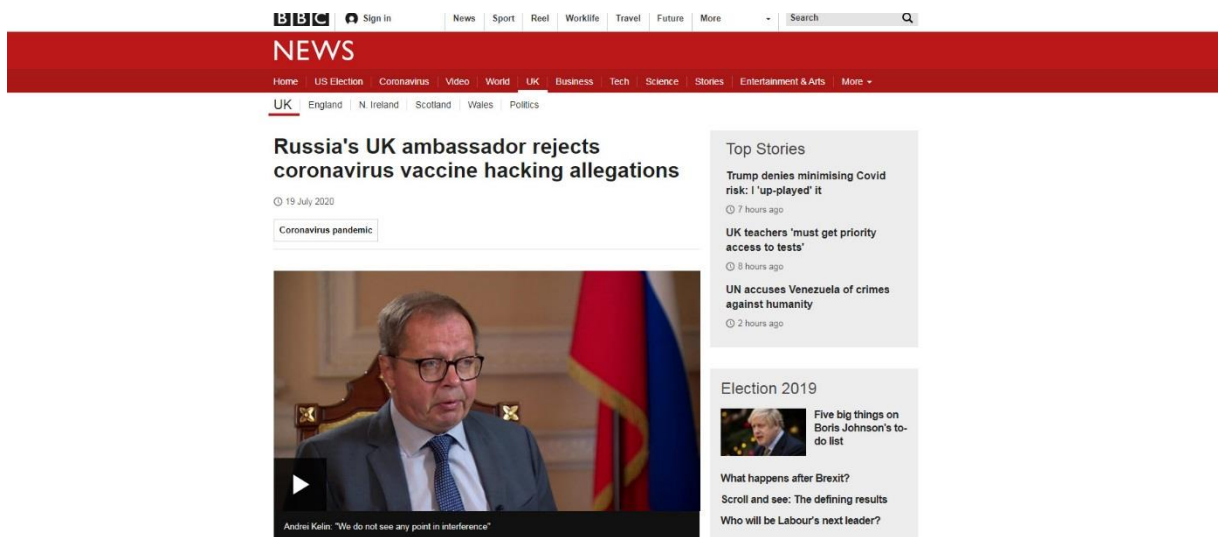 BBC Sign in News Sport Reel Worklife Travel Future More Search
NEWS
Home US Election Coronavirus Video World UK Business Tech Science Stories Entertainment & Arts More
UK England N. Ireland Scotland Wales Politics
Russia's UK ambassador rejects
coronavirus vaccine hacking allegations
19 July 2020
Coronavirus pandemic
Andrei Kelin: "We do not see any point in interference"
Top Stories
Trump denies minimising Covid
risk: I 'up-played' it
7 hours ago
UK teachers 'must get priority
access to tests'
8 hours ago
UN accuses Venezuela of crimes
against humanity
2 hours ago
Election 2019
Five big things on
Boris Johnson's to-
do list
What happens after Brexit?
Scroll and see: The defining results
Who will be Labour's next leader?